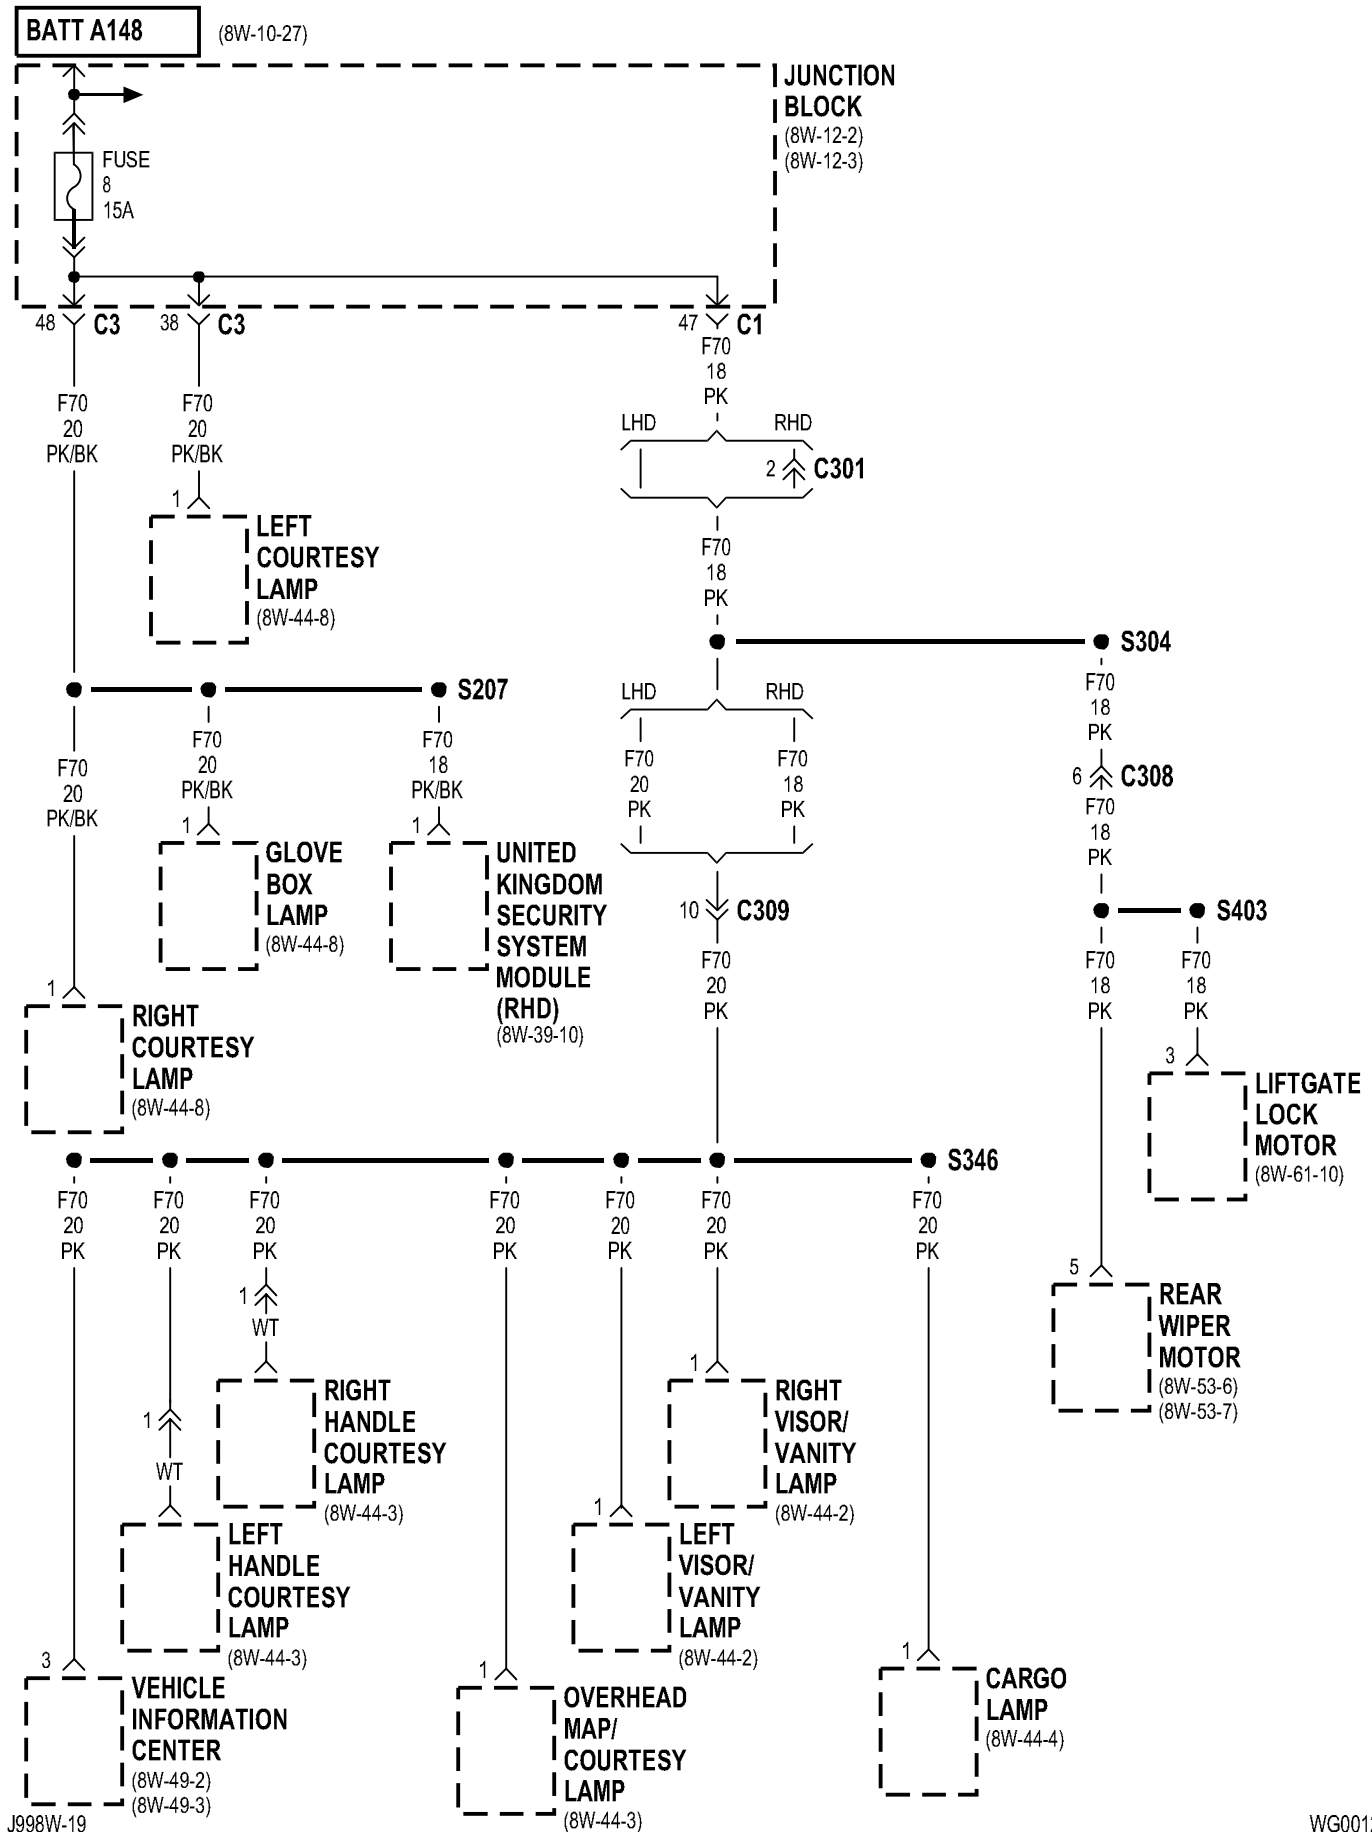 BATT A148
(8W-10-27)
JUNCTION
BLOCK
(8W-12-2)
(8W-12-3)
FUSE
8
15A
48 C3
38 C3
47 C1
F70
18
PK
F70
20
PK/BK
F70
20
PK/BK
LHD
RHD
2 C301
1
LEFT
COURTESY
LAMP
(8W-44-8)
F70
18
PK
S304
S207
LHD
RHD
F70
18
PK
F70
20
PK/BK
F70
20
PK/BK
F70
18
PK/BK
F70
20
PK
F70
18
PK
6 C308
F70
18
PK
1
GLOVE
BOX
LAMP
(8W-44-8)
1
UNITED
KINGDOM
SECURITY
SYSTEM
MODULE
(RHD)
(8W-39-10)
10 C309
S403
F70
20
PK
F70
18
PK
F70
18
PK
1
RIGHT
COURTESY
LAMP
(8W-44-8)
3
LIFTGATE
LOCK
MOTOR
(8W-61-10)
S346
F70
20
PK
F70
20
PK
F70
20
PK
F70
20
PK
F70
20
PK
F70
20
PK
F70
20
PK
5
REAR
WIPER
MOTOR
(8W-53-6)
(8W-53-7)
1
WT
RIGHT
HANDLE
COURTESY
LAMP
(8W-44-3)
1
RIGHT
VISOR/
VANITY
LAMP
(8W-44-2)
1
WT
LEFT
HANDLE
COURTESY
LAMP
(8W-44-3)
1
LEFT
VISOR/
VANITY
LAMP
(8W-44-2)
3
VEHICLE
INFORMATION
CENTER
(8W-49-2)
(8W-49-3)
1
OVERHEAD
MAP/
COURTESY
LAMP
(8W-44-3)
1
CARGO
LAMP
(8W-44-4)
J998W-19